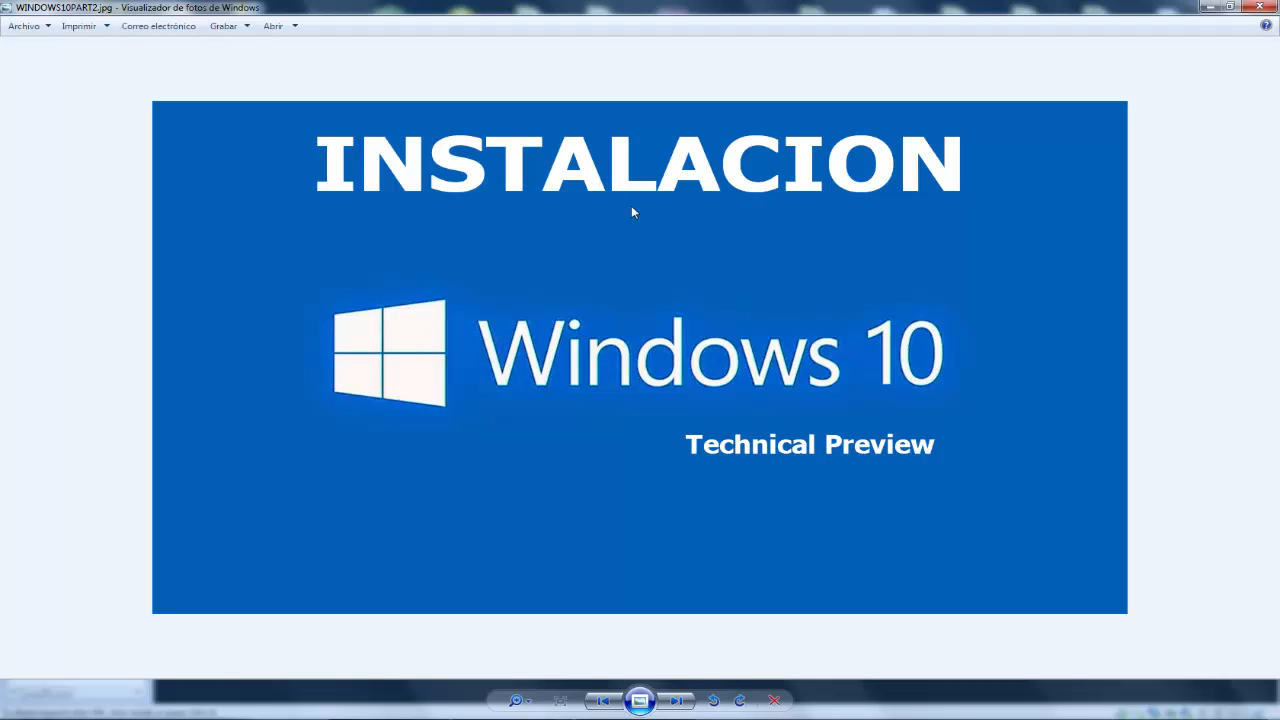 WINDOWS10PART2.jpg - Visualizador de fotos de Windows
Archivo Imprimir Correo electrónico Grabar Abrir
INSTALACION
Windows 10
Technical Preview